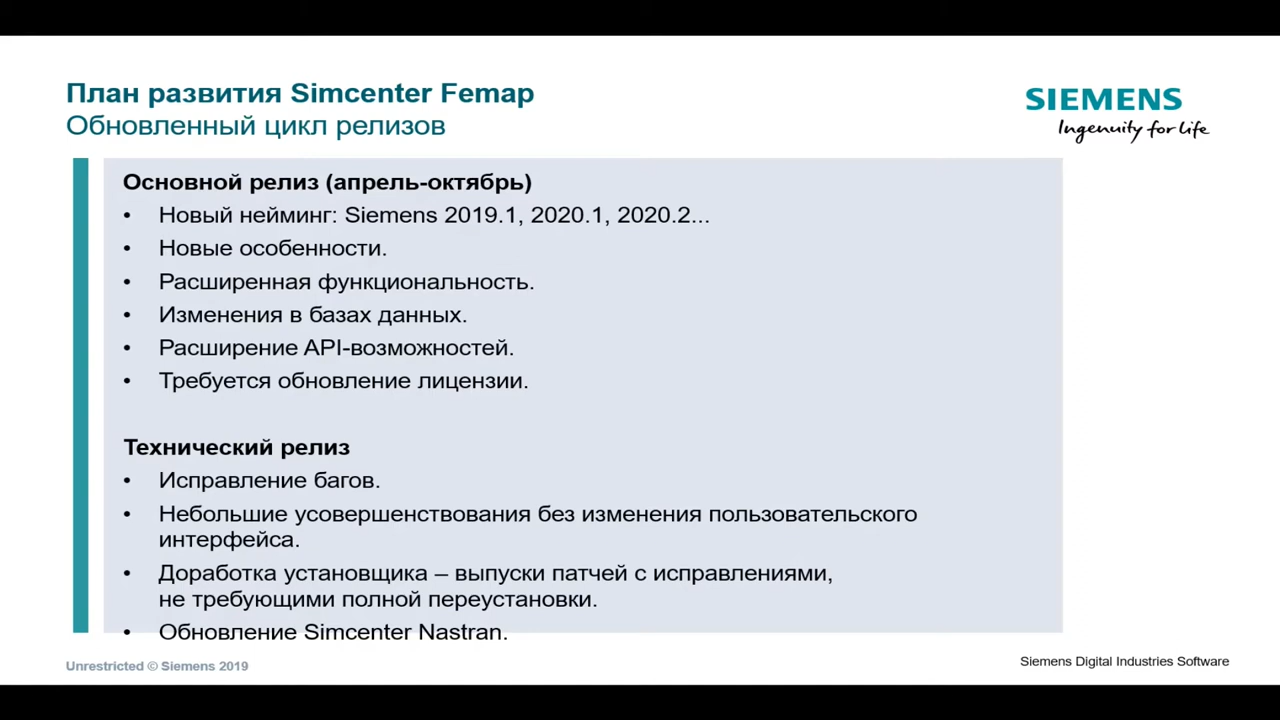 План развития Simcenter Femap
Обновленный цикл релизов
SIEMENS
Ingenuity for life
Основной релиз (апрель-октябрь)
• Новый нейминг: Siemens 2019.1, 2020.1, 2020.2...
• Новые особенности.
• Расширенная функциональность.
• Изменения в базах данных.
• Расширение API-возможностей.
• Требуется обновление лицензии.
Технический релиз
• Исправление багов.
• Небольшие усовершенствования без изменения пользовательского
интерфейса.
• Доработка установщика – выпуски патчей с исправлениями,
не требующими полной переустановки.
• Обновление Simcenter Nastran.
Unrestricted © Siemens 2019
Siemens Digital Industries Software